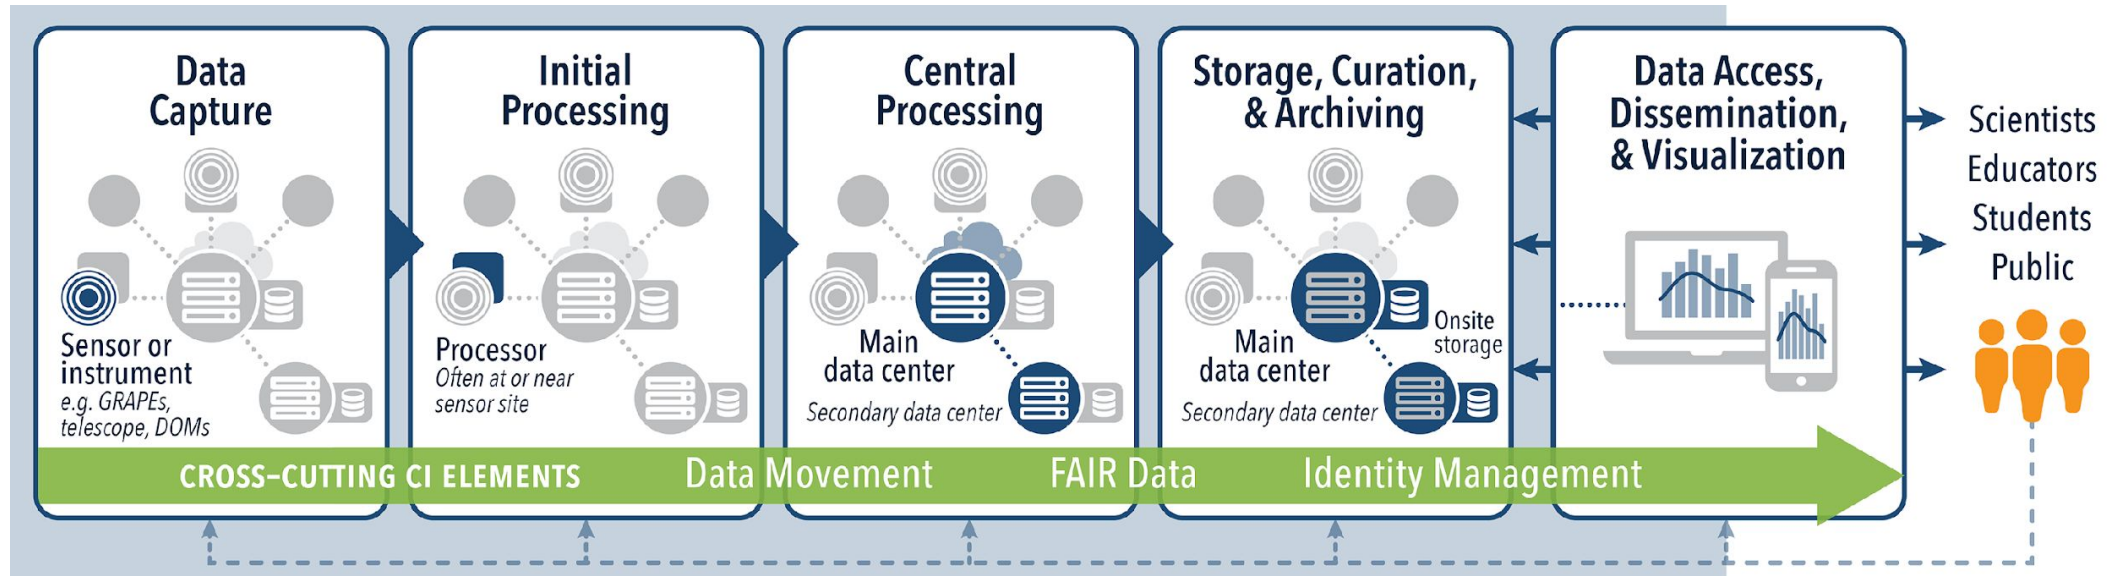 Data
Capture
Sensor or
instrument
e.g. GRAPEs,
telescope, DOMs
Initial
Processing
Processor
Often at or near
sensor site
Central
Processing
Main
data center
Secondary data center
Storage, Curation,
& Archiving
Onsite
storage
Main
data center
Secondary data center
Data Access,
Dissemination,
& Visualization
Scientists
Educators
Students
Public
CROSS–CUTTING CI ELEMENTS Data Movement FAIR Data Identity Management